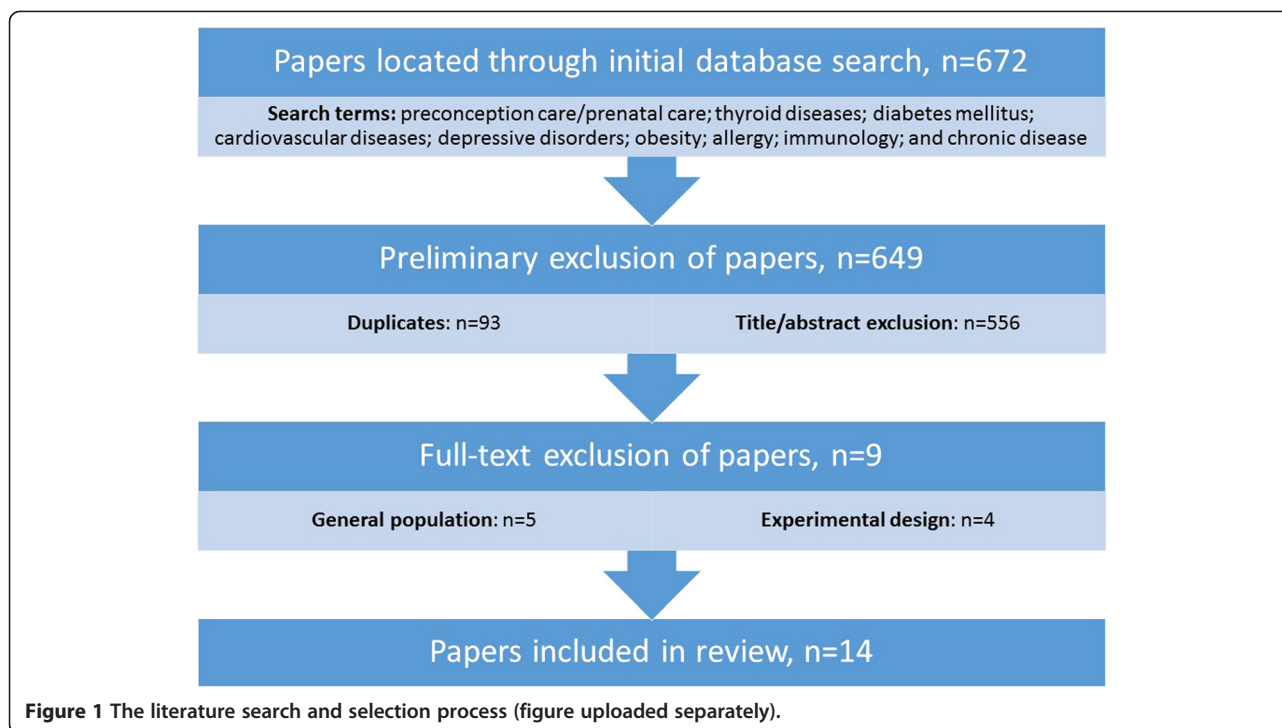 Papers located through initial database search, n=672
Search terms: preconception care/prenatal care; thyroid diseases; diabetes mellitus;
cardiovascular diseases; depressive disorders; obesity; allergy; immunology; and chronic disease
Preliminary exclusion of papers, n=649
Duplicates: n=93
Title/abstract exclusion: n=556
Full-text exclusion of papers, n=9
General population: n=5
Experimental design: n=4
Papers included in review, n=14
Figure 1 The literature search and selection process (figure uploaded separately).